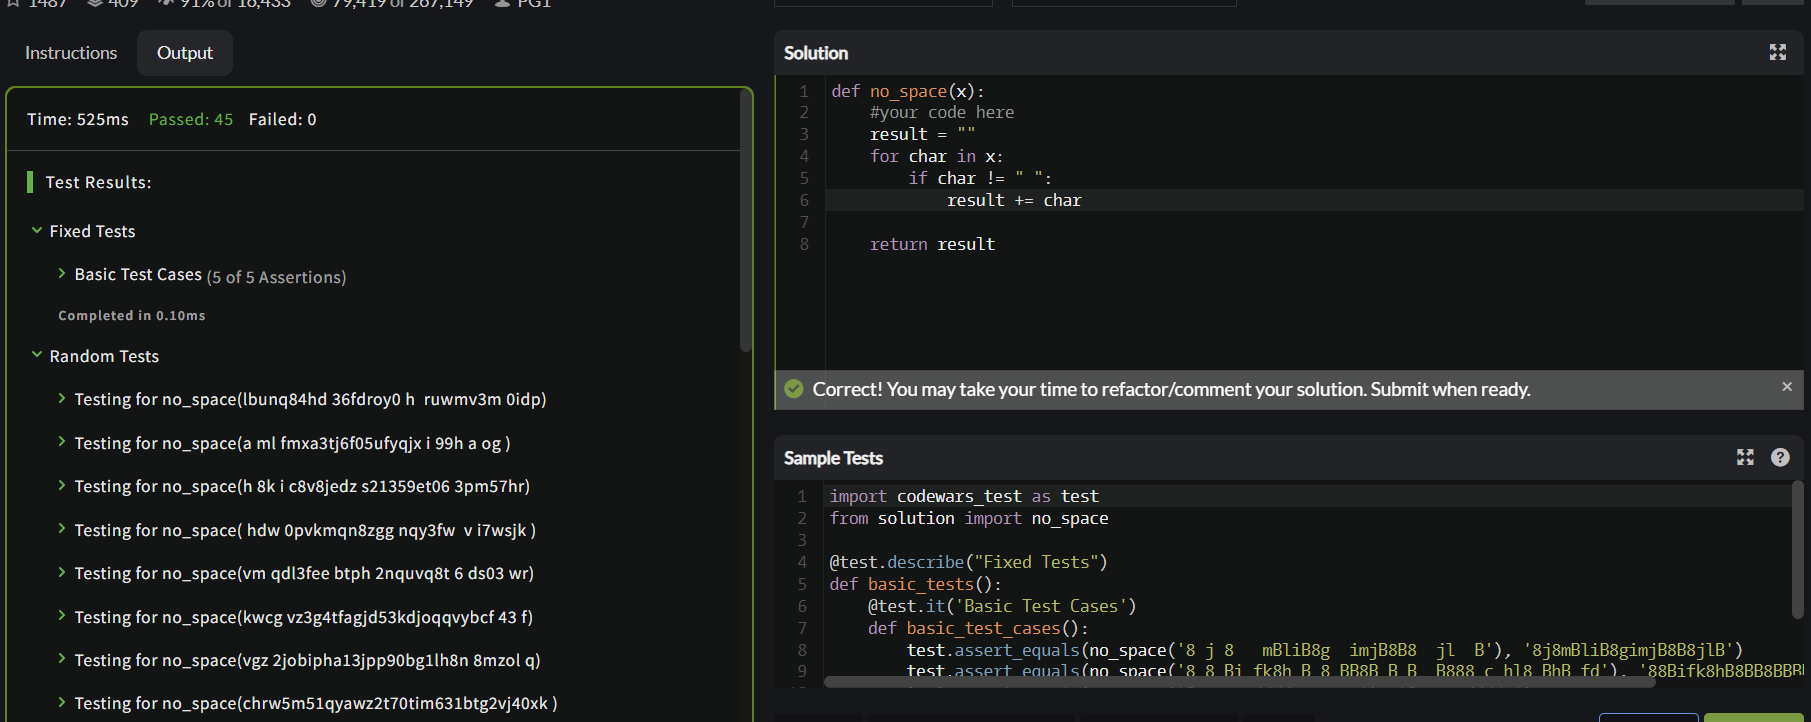 1487 409 91% of 16,433 79,419 of 267,149 PG1
Instructions Output
Time: 525ms Passed: 45 Failed: 0
Test Results:
Fixed Tests
Basic Test Cases (5 of 5 Assertions)
Completed in 0.10ms
Random Tests
Testing for no_space(lbunq84hd 36fdroy0 h  ruwmv3m 0idp)
Testing for no_space(a ml fmxa3tj6f05ufyqjx i 99h a og )
Testing for no_space(h 8k i c8v8jedz s21359et06 3pm57hr)
Testing for no_space( hdw 0pvkmqn8zgg nqy3fw  v i7wsjk )
Testing for no_space(vm qdl3fee btph 2nquvq8t 6 ds03 wr)
Testing for no_space(kwcg vz3g4tfagjd53kdjoqqvybcf 43 f)
Testing for no_space(vgz 2jobipha13jpp90bg1lh8n 8mzol q)
Testing for no_space(chrw5m51qyawz2t70tim631btg2vj40xk )
Solution
1 def no_space(x):
2     #your code here
3     result = ""
4     for char in x:
5         if char != " ":
6             result += char
7
8     return result
Correct! You may take your time to refactor/comment your solution. Submit when ready. ×
Sample Tests ?
1 import codewars_test as test
2 from solution import no_space
3
4 @test.describe("Fixed Tests")
5 def basic_tests():
6     @test.it('Basic Test Cases')
7     def basic_test_cases():
8         test.assert_equals(no_space('8 j 8   mBliB8g  imjB8B8  jl  B'), '8j8mBliB8gimjB8B8jlB')
9         test.assert_equals(no_space('8 8 Bi fk8h B 8 BB8B B B  B888 c hl8 BhB fd'), '88Bifk8hB8BB8BBB